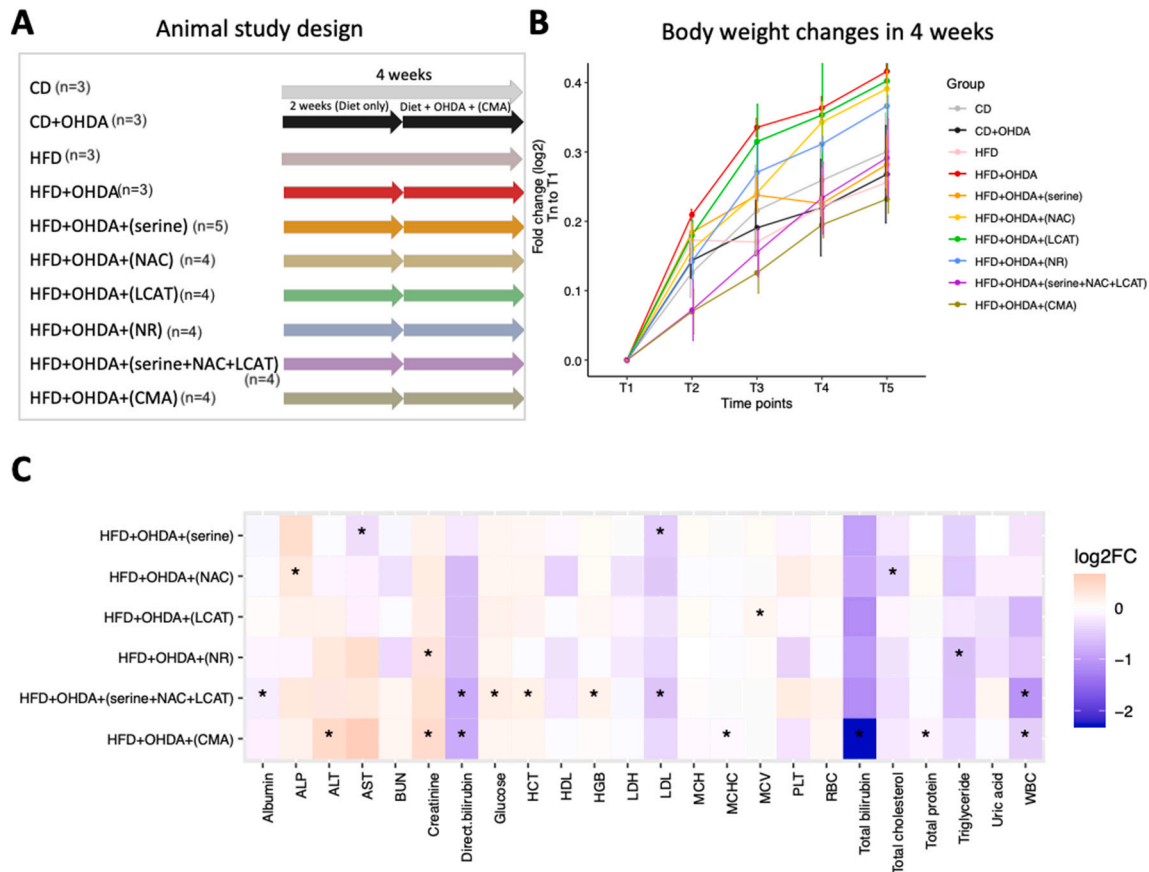 A
Animal study design
4 weeks
CD (n=3)
2 weeks (Diet only)
Diet + OHDA + (CMA)
CD+OHDA (n=3)
HFD (n=3)
HFD+OHDA(n=3)
HFD+OHDA+(serine) (n=5)
HFD+OHDA+(NAC) (n=4)
HFD+OHDA+(LCAT)(n=4)
HFD+OHDA+(NR) (n=4)
HFD+OHDA+(serine+NAC+LCAT)
(n=4)
HFD+OHDA+(CMA) (n=4)
B
Body weight changes in 4 weeks
Fold change (log2)
Tn to T1
0.4
0.3
0.2
0.1
0.0
T1 T2 T3 T4 T5
Time points
Group
CD
CD+OHDA
HFD
HFD+OHDA
HFD+OHDA+(serine)
HFD+OHDA+(NAC)
HFD+OHDA+(LCAT)
HFD+OHDA+(NR)
HFD+OHDA+(serine+NAC+LCAT)
HFD+OHDA+(CMA)
C
HFD+OHDA+(serine) * *
HFD+OHDA+(NAC) * *
HFD+OHDA+(LCAT) *
HFD+OHDA+(NR) * *
HFD+OHDA+(serine+NAC+LCAT) * * * * * * *
HFD+OHDA+(CMA) * * * * * * *
Albumin
ALP
ALT
AST
BUN
Creatinine
Direct.bilirubin
Glucose
HCT
HDL
HGB
LDH
LDL
MCH
MCHC
MCV
PLT
RBC
Total bilirubin
Total cholesterol
Total protein
Triglyceride
Uric acid
WBC
log2FC
0
−1
−2